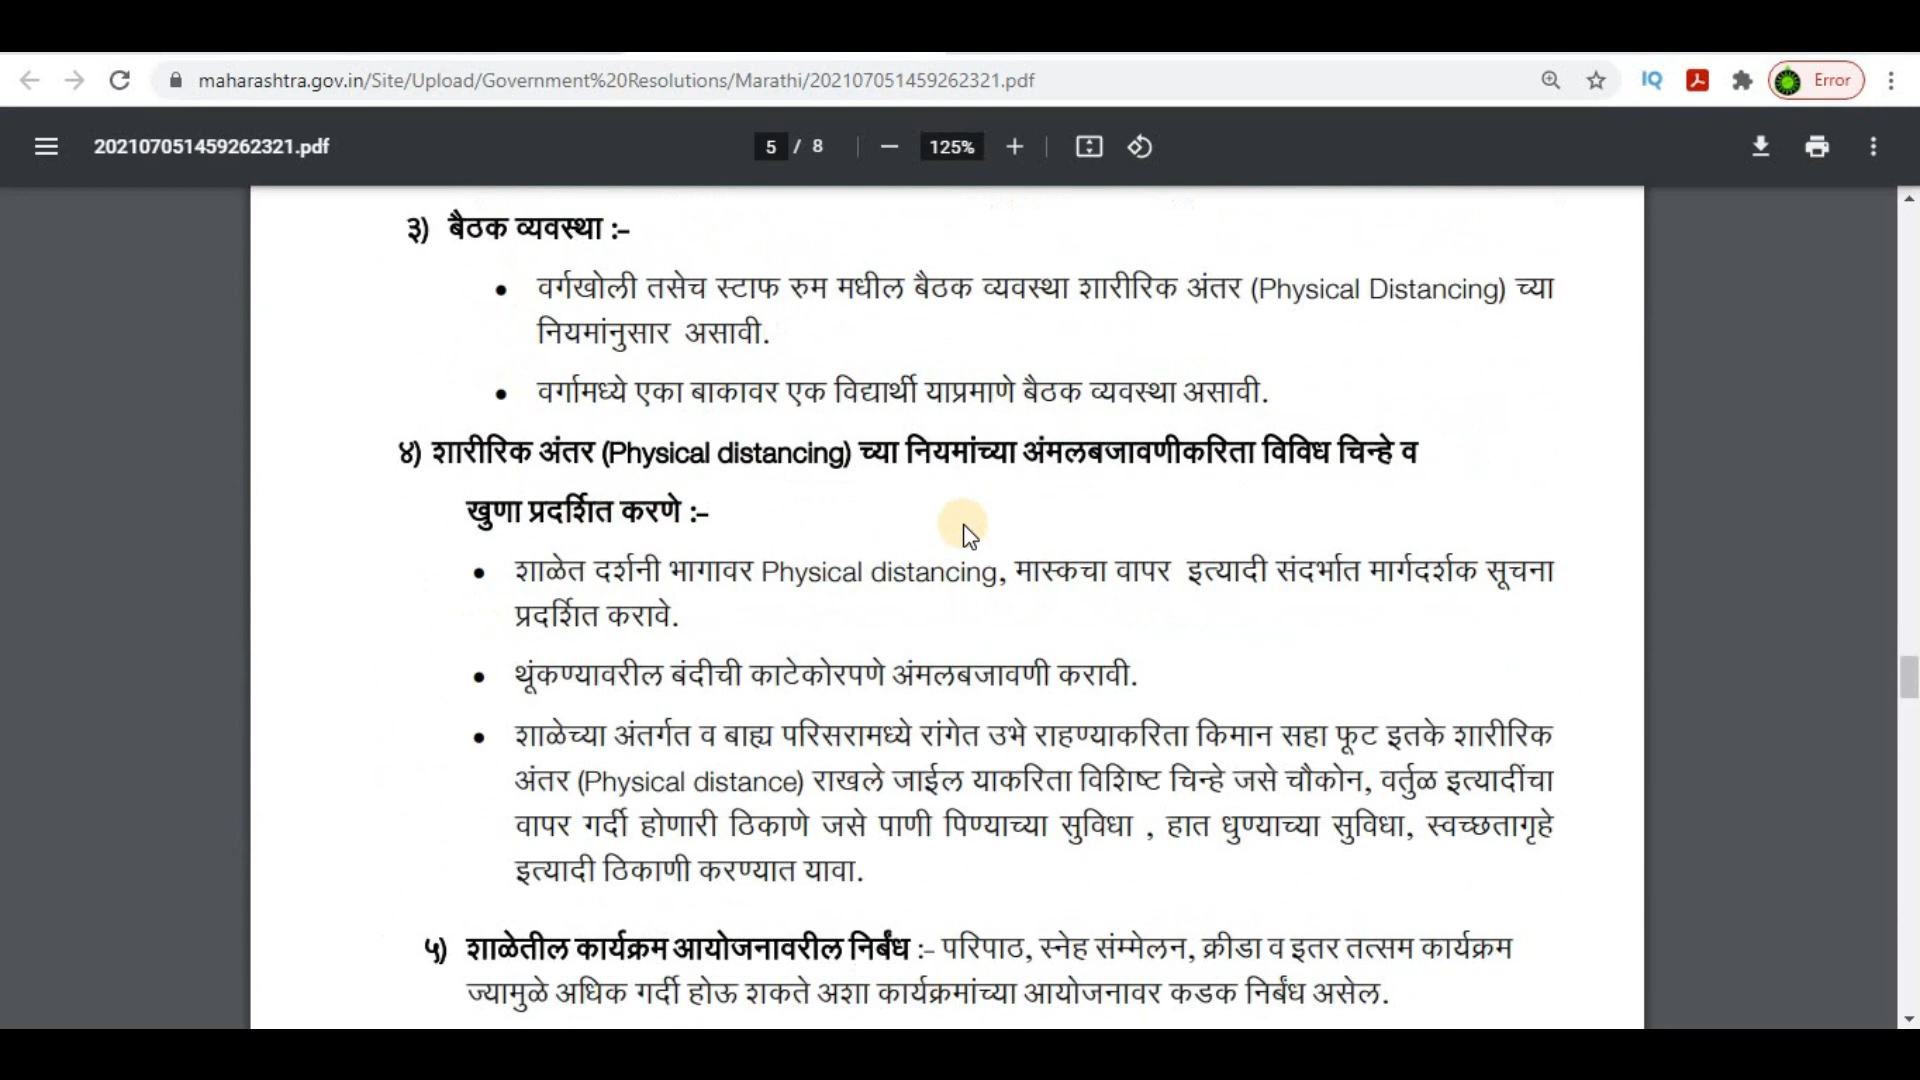 maharashtra.gov.in/Site/Upload/Government%20Resolutions/Marathi/202107051459262321.pdf
IQ
Error
202107051459262321.pdf
5 / 8
125%
३) बैठक व्यवस्था :–
• वर्गखोली तसेच स्टाफ रुम मधील बैठक व्यवस्था शारीरिक अंतर (Physical Distancing) च्या
नियमांनुसार असावी.
• वर्गामध्ये एका बाकावर एक विद्यार्थी याप्रमाणे बैठक व्यवस्था असावी.
४) शारीरिक अंतर (Physical distancing) च्या नियमांच्या अंमलबजावणीकरिता विविध चिन्हे व
खुणा प्रदर्शित करणे :–
• शाळेत दर्शनी भागावर Physical distancing, मास्कचा वापर इत्यादी संदर्भात मार्गदर्शक सूचना
प्रदर्शित करावे.
• थूंकण्यावरील बंदीची काटेकोरपणे अंमलबजावणी करावी.
• शाळेच्या अंतर्गत व बाह्य परिसरामध्ये रांगेत उभे राहण्याकरिता किमान सहा फूट इतके शारीरिक
अंतर (Physical distance) राखले जाईल याकरिता विशिष्ट चिन्हे जसे चौकोन, वर्तुळ इत्यादींचा
वापर गर्दी होणारी ठिकाणे जसे पाणी पिण्याच्या सुविधा , हात धुण्याच्या सुविधा, स्वच्छतागृहे
इत्यादी ठिकाणी करण्यात यावा.
५) शाळेतील कार्यक्रम आयोजनावरील निर्बंध :– परिपाठ, स्नेह संम्मेलन, क्रीडा व इतर तत्सम कार्यक्रम
ज्यामुळे अधिक गर्दी होऊ शकते अशा कार्यक्रमांच्या आयोजनावर कडक निर्बंध असेल.